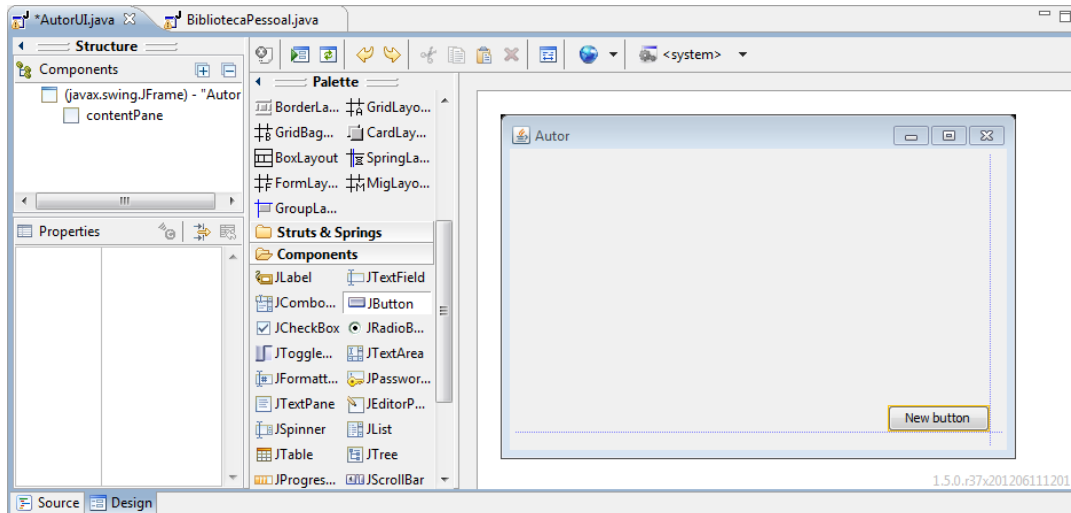 *AutorUI.java
BibliotecaPessoal.java
Structure
Components
(javax.swing.JFrame) - "Autor
contentPane
Properties
<system>
Palette
BorderLa... GridLayo...
GridBag... CardLay...
BoxLayout SpringLa...
FormLay... MigLayo...
GroupLa...
Struts & Springs
Components
JLabel JTextField
JCombo... JButton
JCheckBox JRadioB...
JToggle... JTextArea
JFormatt... JPasswor...
JTextPane JEditorP...
JSpinner JList
JTable JTree
JProgres... JScrollBar
Autor
New button
1.5.0.r37x201206111201
Source Design